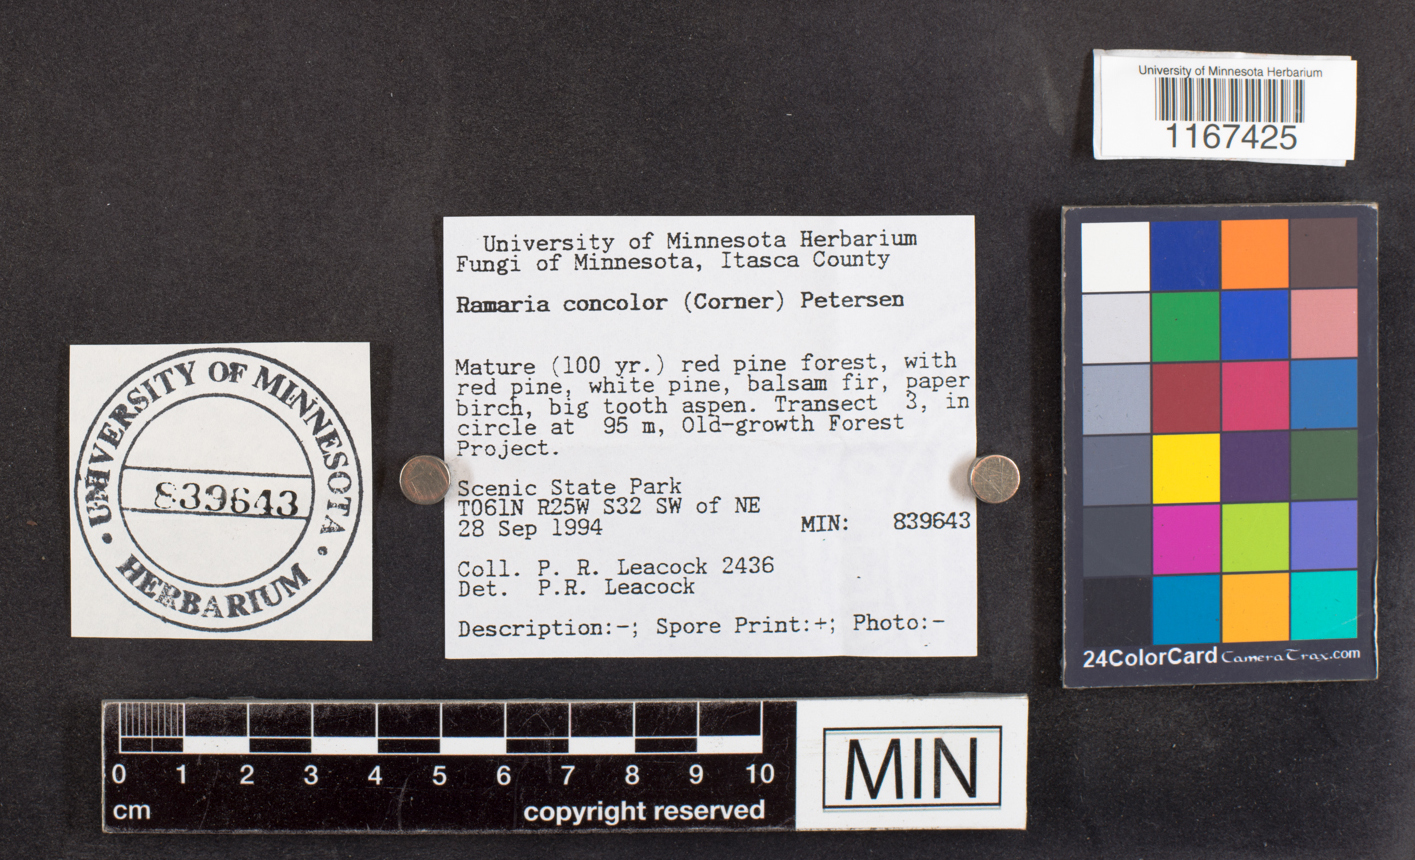 University of Minnesota Herbarium
1167425
University of Minnesota Herbarium
Fungi of Minnesota, Itasca County
Ramaria concolor (Corner) Petersen
Mature (100 yr.) red pine forest, with
red pine, white pine, balsam fir, paper
birch, big tooth aspen. Transect 3, in
circle at 95 m, Old-growth Forest
Project.
Scenic State Park
T061N R25W S32 SW of NE
28 Sep 1994 MIN: 839643
Coll. P. R. Leacock 2436
Det. P.R. Leacock
Description:-; Spore Print:+; Photo:-
UNIVERSITY OF MINNESOTA
839643
• HERBARIUM •
24ColorCard CameraTrax.com
0 1 2 3 4 5 6 7 8 9 10
cm copyright reserved
MIN